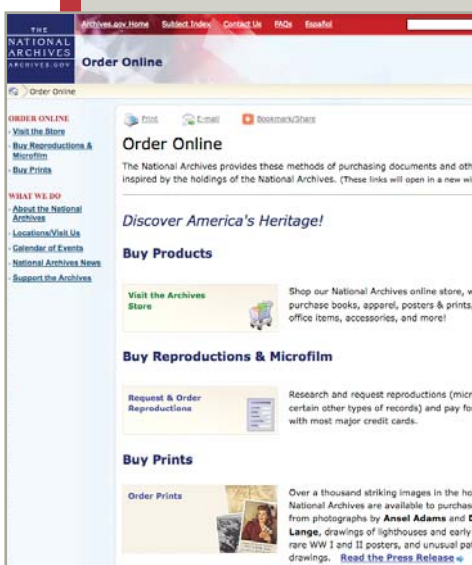 THE
NATIONAL
ARCHIVES
ARCHIVES.GOV
Archives.gov Home Subject Index Contact Us FAQs Español
Order Online
Order Online
ORDER ONLINE
Visit the Store
Buy Reproductions &
Microfilm
Buy Prints
WHAT WE DO
About the National
Archives
Locations/Visit Us
Calendar of Events
National Archives News
Support the Archives
Print E-mail Bookmark/Share
Order Online
The National Archives provides these methods of purchasing documents and oth
inspired by the holdings of the National Archives. (These links will open in a new wi
Discover America's Heritage!
Buy Products
Visit the Archives
Store
Shop our National Archives online store, w
purchase books, apparel, posters & prints,
office items, accessories, and more!
Buy Reproductions & Microfilm
Request & Order
Reproductions
Research and request reproductions (micr
certain other types of records) and pay fo
with most major credit cards.
Buy Prints
Order Prints
Over a thousand striking images in the ho
National Archives are available to purchas
from photographs by Ansel Adams and D
Lange, drawings of lighthouses and early
rare WW I and II posters, and unusual pat
drawings. Read the Press Release